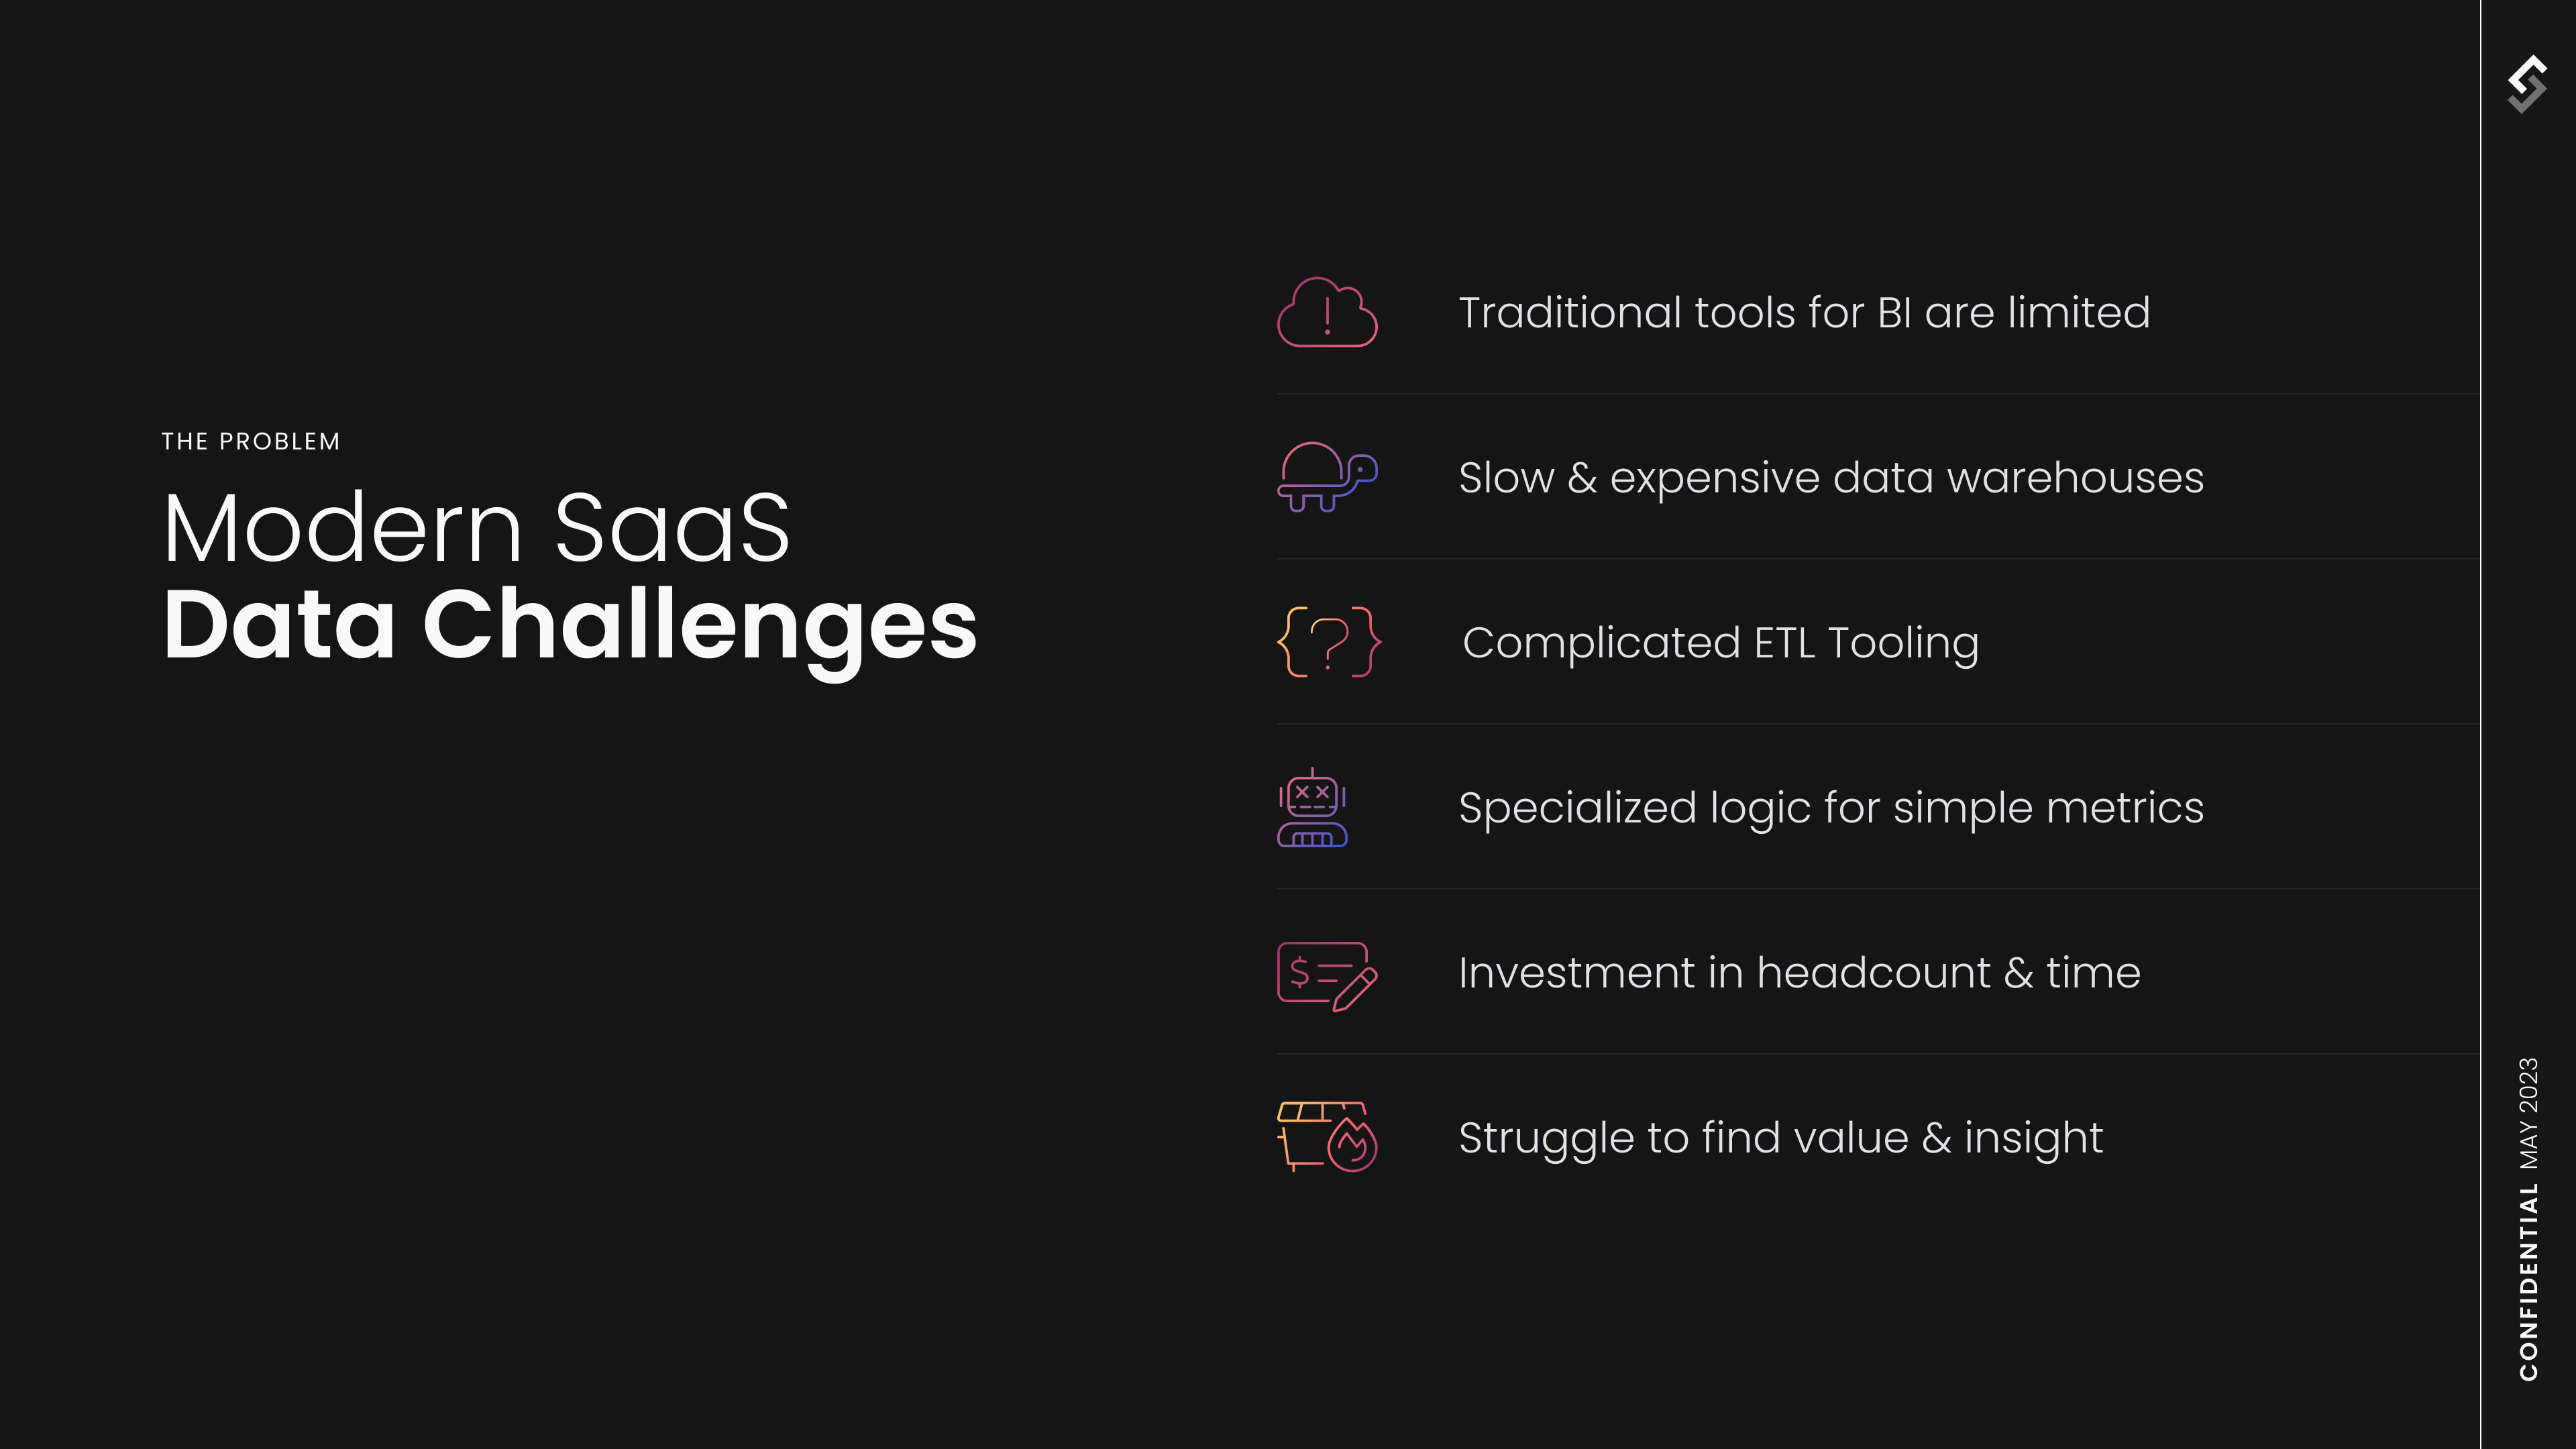 THE PROBLEM
Modern SaaS
Data Challenges
Traditional tools for BI are limited
Slow & expensive data warehouses
Complicated ETL Tooling
Specialized logic for simple metrics
Investment in headcount & time
Struggle to find value & insight
CONFIDENTIAL MAY 2023